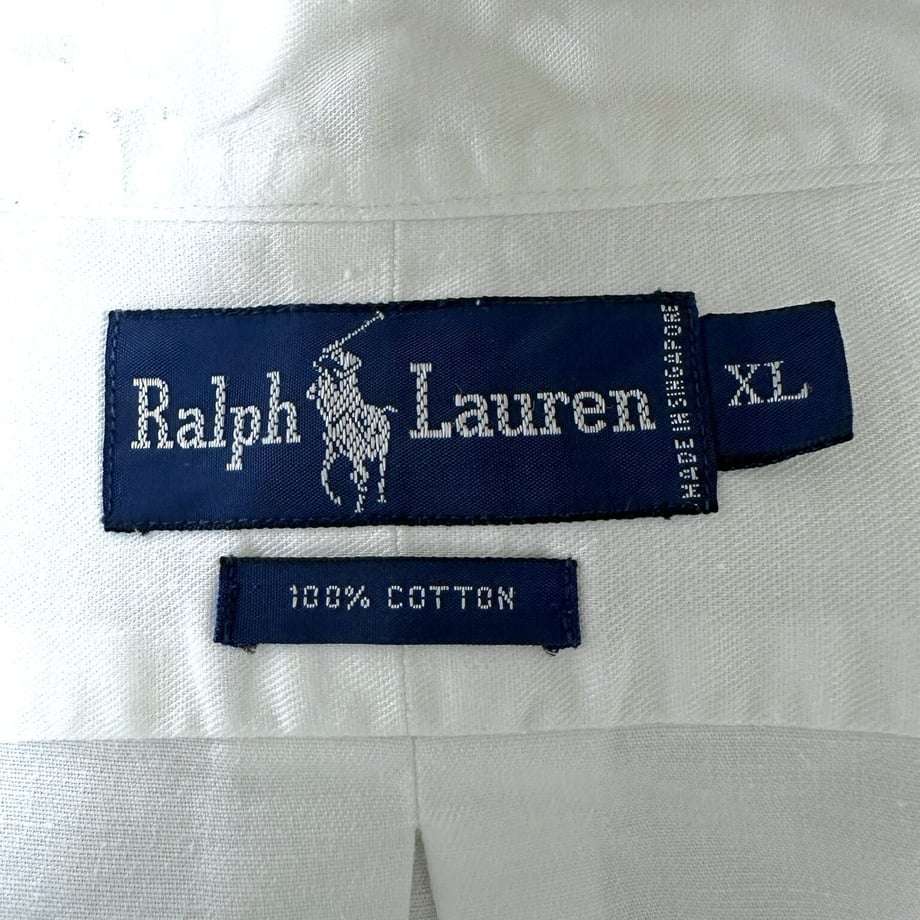 Ralph Lauren
MADE IN SINGAPORE
XL
100% COTTON